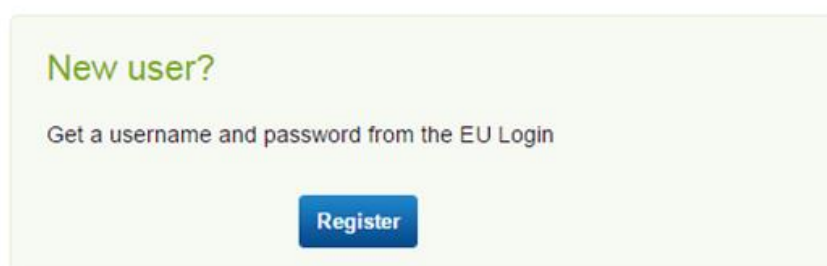 New user?
Get a username and password from the EU Login
Register